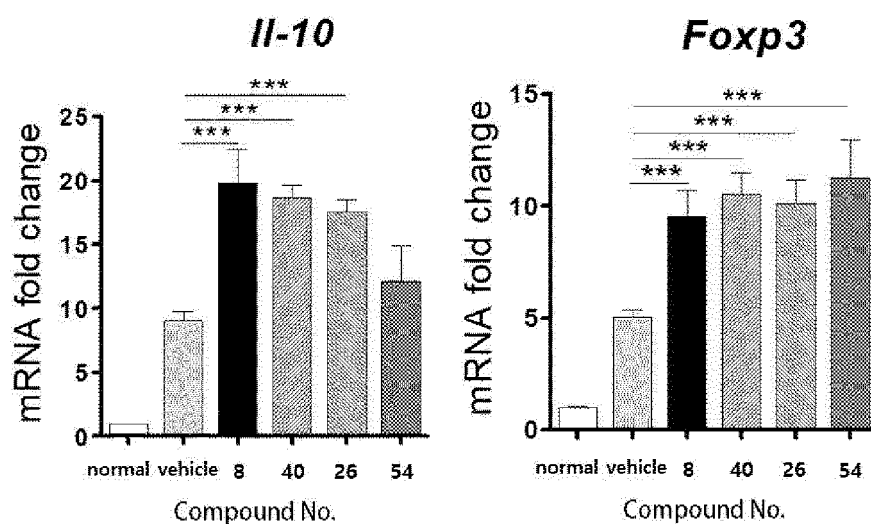 Il-10
***
***
***
mRNA fold change
25
20
15
10
5
0
normal vehicle 8 40 26 54
Compound No.
Foxp3
***
***
***
***
mRNA fold change
15
10
5
0
normal vehicle 8 40 26 54
Compound No.